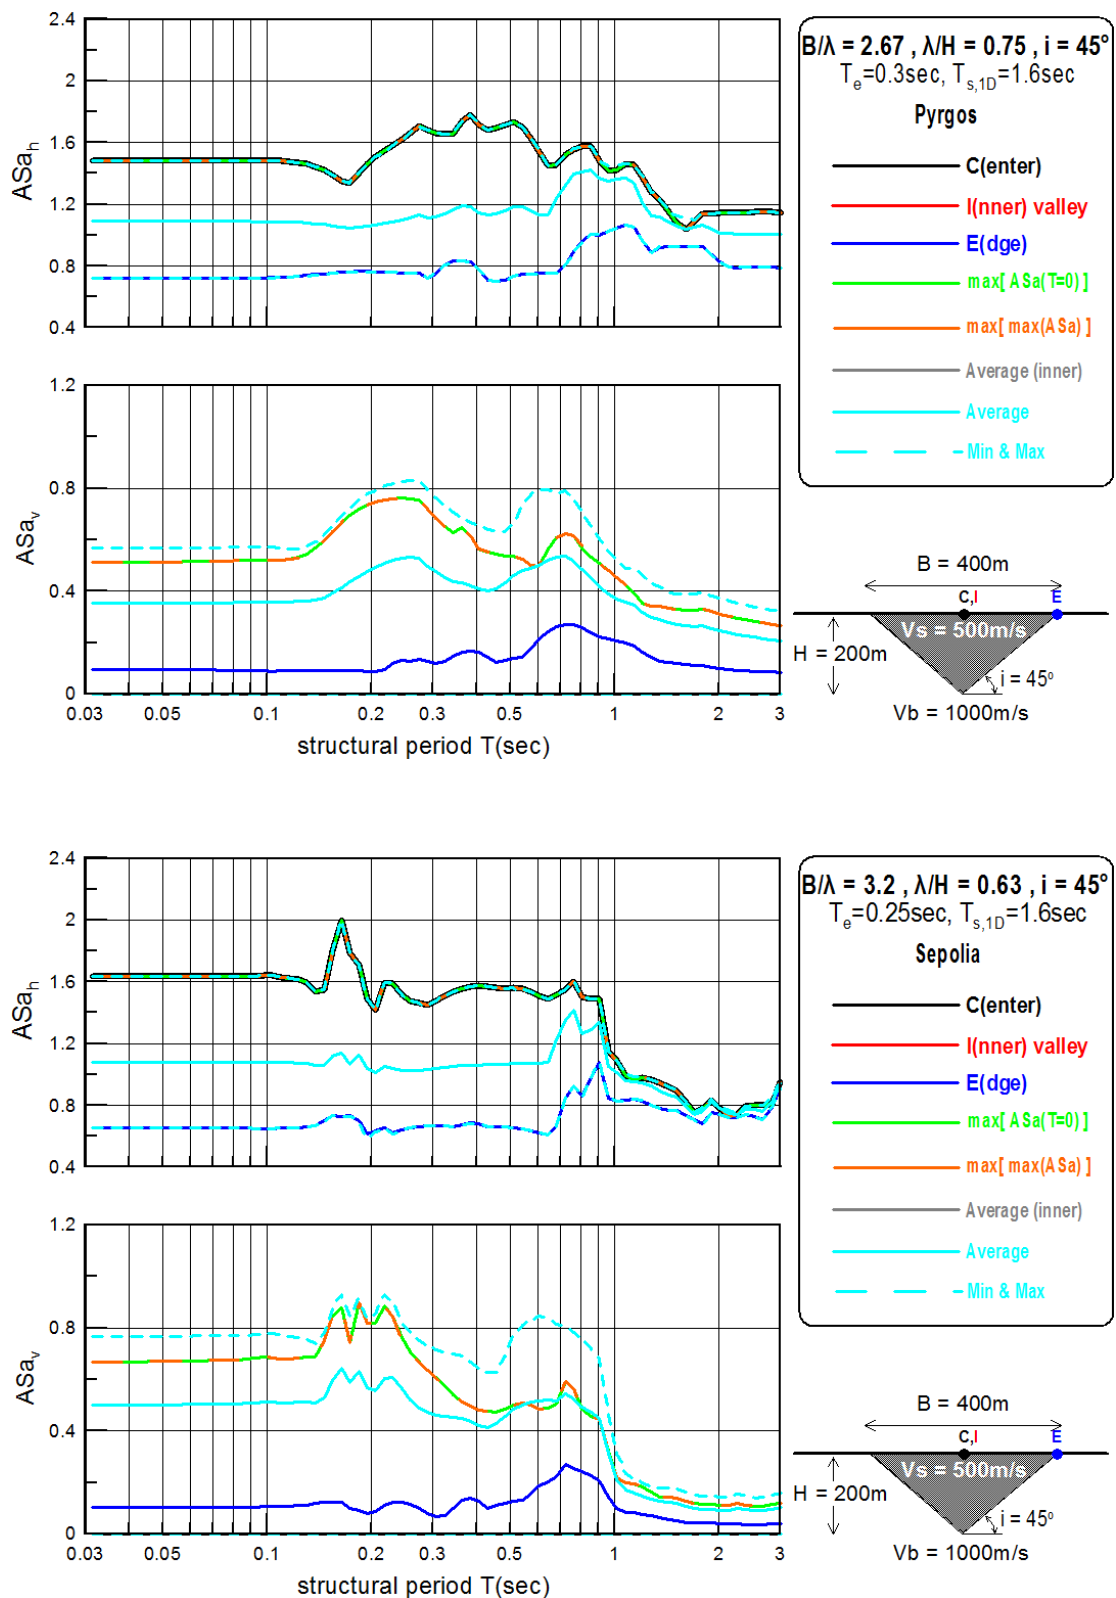 2.4
2
1.6
1.2
0.8
0.4
ASa_h
B/λ = 2.67 , λ/H = 0.75 , i = 45°
T_e=0.3sec, T_s,1D=1.6sec
Pyrgos
C(enter)
I(nner) valley
E(dge)
max[ ASa(T=0) ]
max[ max(ASa) ]
Average (inner)
Average
Min & Max
1.2
0.8
0.4
0
ASa_v
0.03 0.05 0.1 0.2 0.3 0.5 1 3
structural period T(sec)
B = 400m
C,I E
Vs = 500m/s
H = 200m
i = 45°
Vb = 1000m/s
2.4
2
1.6
1.2
0.8
0.4
ASa_h
B/λ = 3.2 , λ/H = 0.63 , i = 45°
T_e=0.25sec, T_s,1D=1.6sec
Sepolia
C(enter)
I(nner) valley
E(dge)
max[ ASa(T=0) ]
max[ max(ASa) ]
Average (inner)
Average
Min & Max
1.2
0.8
0.4
0
ASa_v
0.03 0.05 0.1 0.2 0.3 0.5 1 3
structural period T(sec)
B = 400m
C,I E
Vs = 500m/s
H = 200m
i = 45°
Vb = 1000m/s